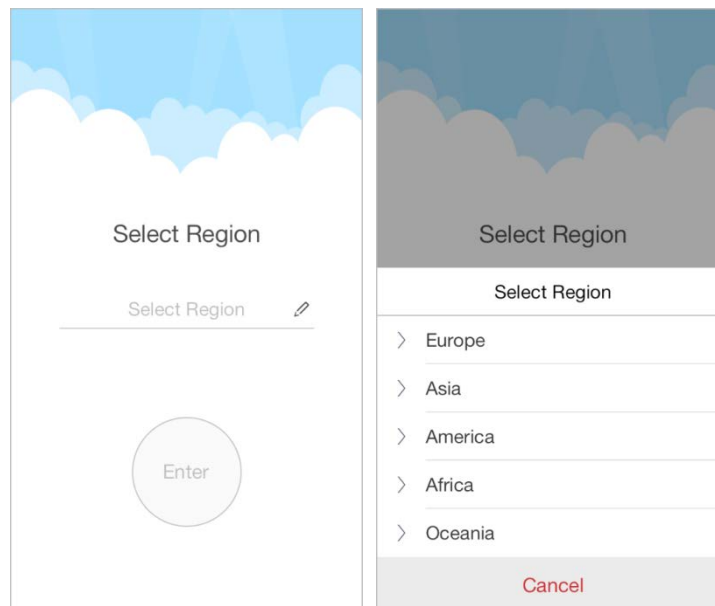 Select Region
Select Region
Enter
Select Region
Select Region
Europe
Asia
America
Africa
Oceania
Cancel